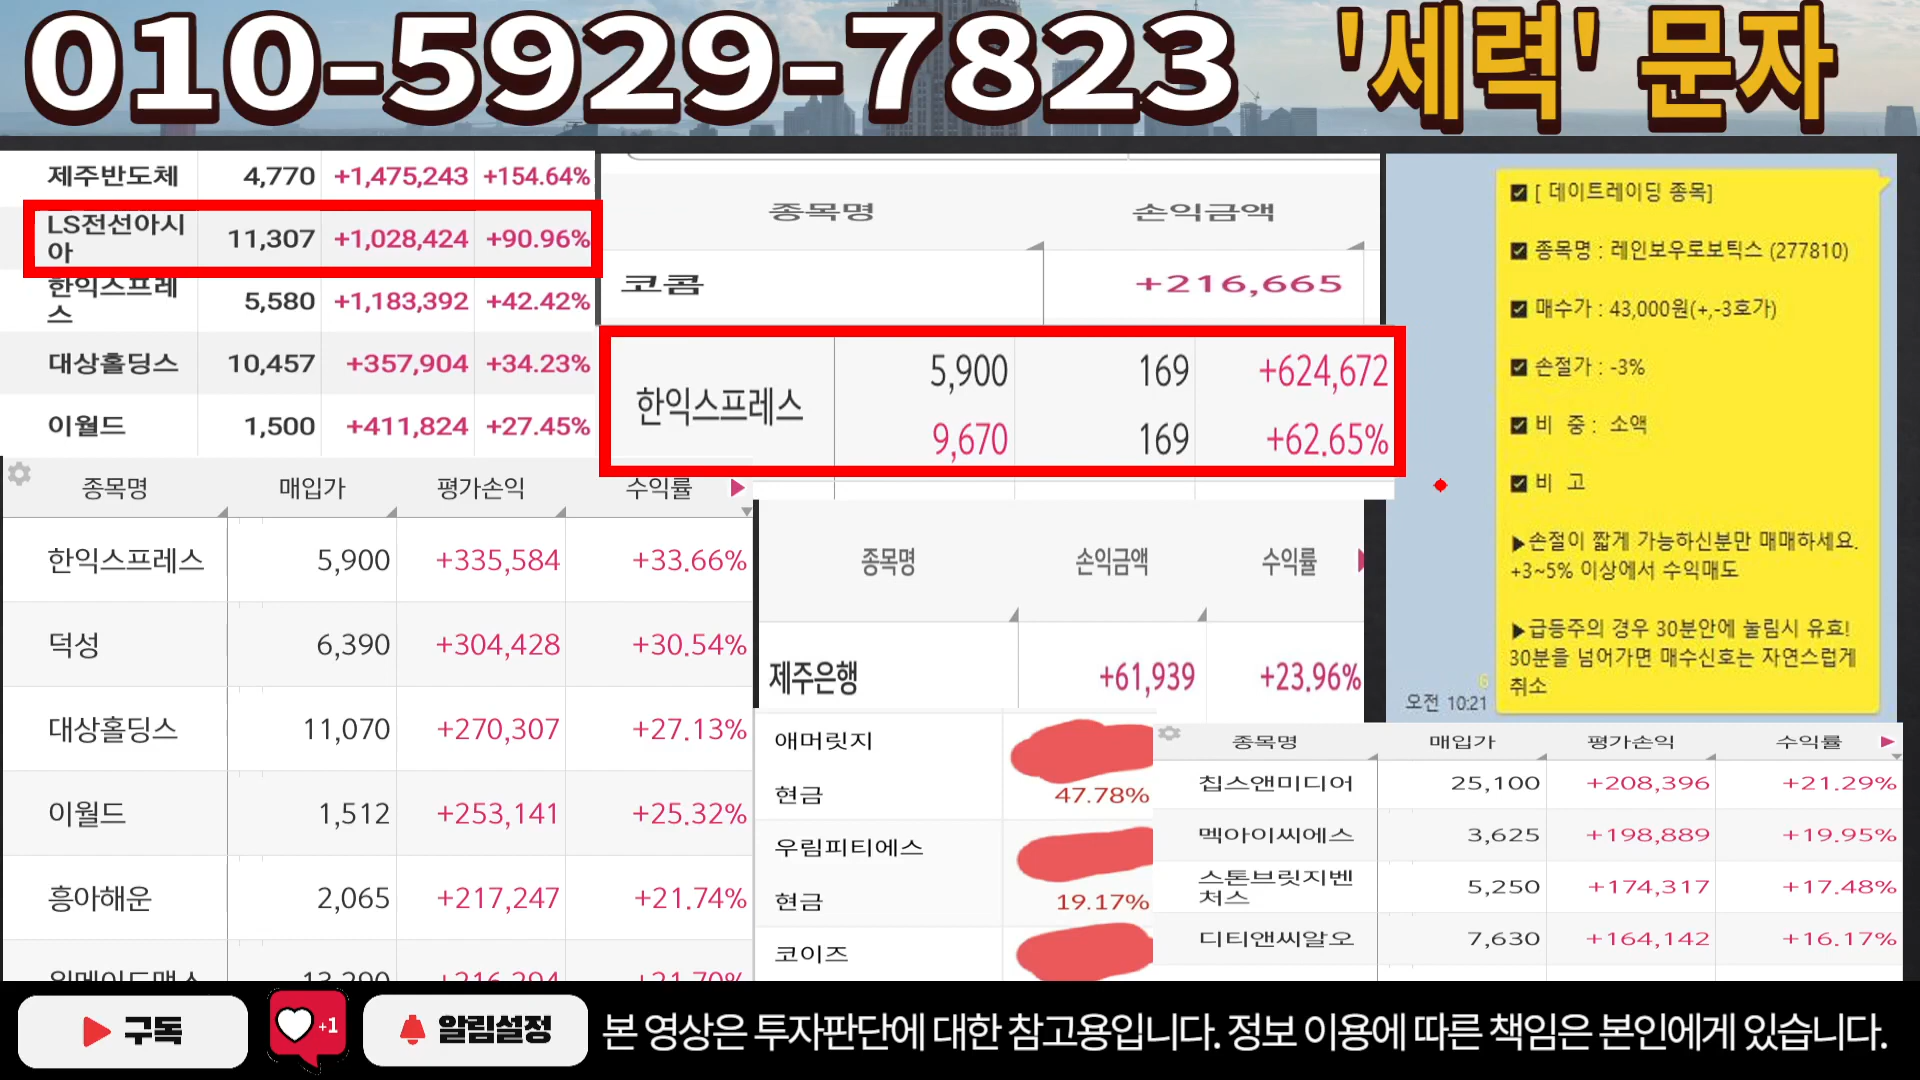 010-5929-7823 '세력' 문자
제주반도체 4,770 +1,475,243 +154.64%
LS전선아시
아 11,307 +1,028,424 +90.96%
한익스프레
스 5,580 +1,183,392 +42.42%
대상홀딩스 10,457 +357,904 +34.23%
이월드 1,500 +411,824 +27.45%
종목명 손익금액
코콤 +216,665
한익스프레스 5,900 169 +624,672
9,670 169 +62.65%
[ 데이트레이딩 종목]
종목명 : 레인보우로보틱스 (277810)
매수가 : 43,000원(+,-3호가)
손절가 : -3%
비 중 : 소액
비 고
▶손절이 짧게 가능하신분만 매매하세요.
+3~5% 이상에서 수익매도
▶급등주의 경우 30분안에 눌림시 유효!
30분을 넘어가면 매수신호는 자연스럽게
취소
6
오전 10:21
종목명 매입가 평가손익 수익률
한익스프레스 5,900 +335,584 +33.66%
덕성 6,390 +304,428 +30.54%
대상홀딩스 11,070 +270,307 +27.13%
이월드 1,512 +253,141 +25.32%
흥아해운 2,065 +217,247 +21.74%
종목명 손익금액 수익률
제주은행 +61,939 +23.96%
애머릿지
현금 47.78%
우림피티에스
현금 19.17%
코이즈
종목명 매입가 평가손익 수익률
칩스앤미디어 25,100 +208,396 +21.29%
멕아이씨에스 3,625 +198,889 +19.95%
스톤브릿지벤
처스 5,250 +174,317 +17.48%
디티앤씨알오 7,630 +164,142 +16.17%
구독 +1 알림설정 본 영상은 투자판단에 대한 참고용입니다. 정보 이용에 따른 책임은 본인에게 있습니다.